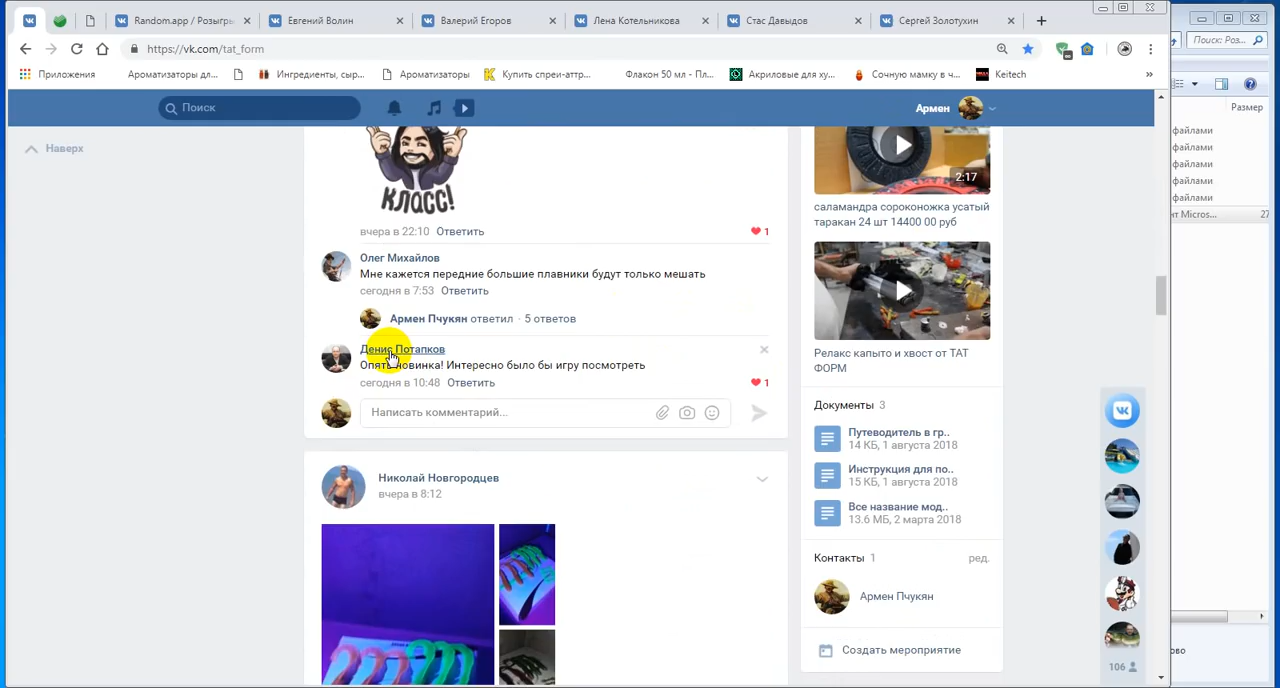 Random.app / Розыгры
Евгений Волин
Валерий Егоров
Лена Котельникова
Стас Давыдов
Сергей Золотухин
https://vk.com/tat_form
Поиск: Роз...
Приложения
Ароматизаторы дл...
Ингредиенты, сыр...
Ароматизаторы
Купить спреи-аттр...
Флакон 50 мл - Пл...
Акриловые для ху...
Сочную мамку в ч...
Keitech
»
Поиск
Армен
Размер
Наверх
файлами
файлами
файлами
файлами
файлами
нт Micros...
27
КЛАСС!
вчера в 22:10 Ответить
1
Олег Михайлов
Мне кажется передние большие плавники будут только мешать
сегодня в 7:53 Ответить
Армен Пчукян ответил · 5 ответов
Денис Потапков
Опять новинка! Интересно было бы игру посмотреть
сегодня в 10:48 Ответить
1
Написать комментарий...
Николай Новгородцев
вчера в 8:12
2:17
саламандра сороконожка усатый
таракан 24 шт 14400 00 руб
Релакс капыто и хвост от ТАТ
ФОРМ
Документы 3
Путеводитель в гр..
14 КБ, 1 августа 2018
Инструкция для по..
15 КБ, 1 августа 2018
Все название мод..
13.6 МБ, 2 марта 2018
Контакты 1
ред.
Армен Пчукян
Создать мероприятие
106
ово